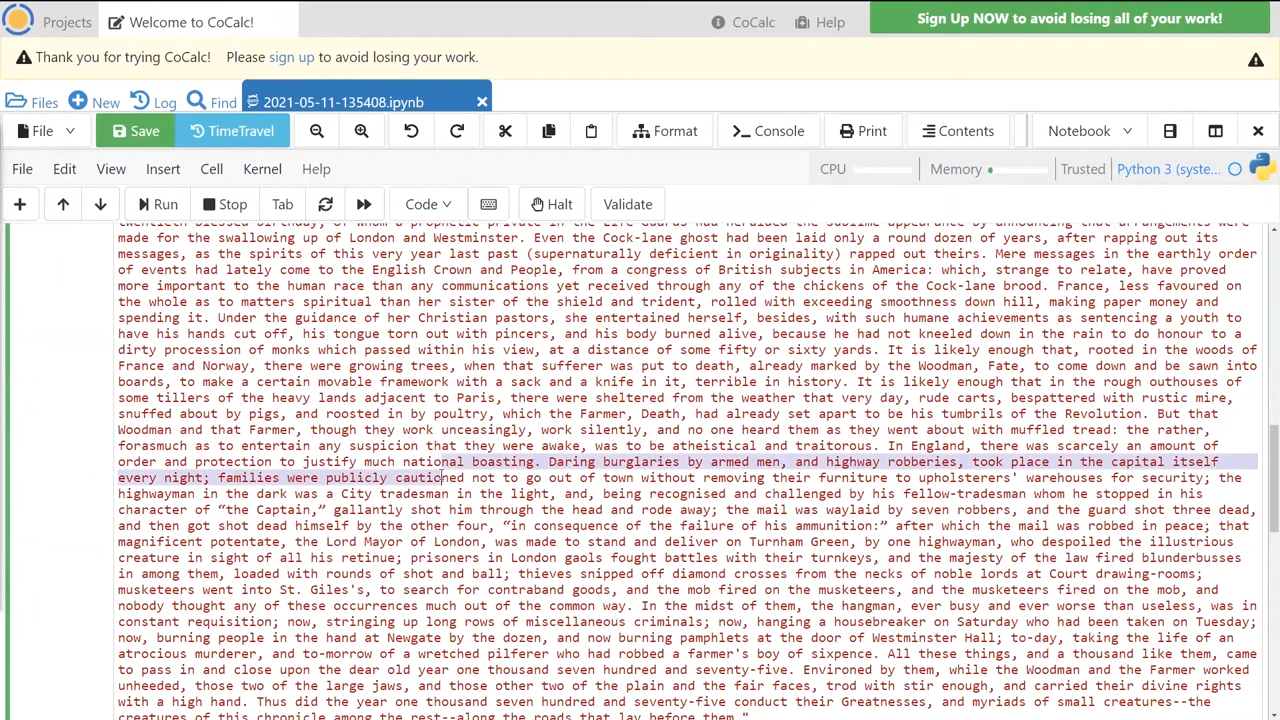 Projects
Welcome to CoCalc!
CoCalc
Help
Sign Up NOW to avoid losing all of your work!
Thank you for trying CoCalc! Please sign up to avoid losing your work.
Files
New
Log
Find
2021-05-11-135408.ipynb
File
Save
TimeTravel
Format
Console
Print
Contents
Notebook
File Edit View Insert Cell Kernel Help
CPU
Memory
Trusted
Python 3 (syste...
Run
Stop
Tab
Code
Halt
Validate
twentieth blessed birthday, of whom a prophetic private in the Life Guards had heralded the sublime appearance by announcing that arrangements were
made for the swallowing up of London and Westminster. Even the Cock-lane ghost had been laid only a round dozen of years, after rapping out its
messages, as the spirits of this very year last past (supernaturally deficient in originality) rapped out theirs. Mere messages in the earthly order
of events had lately come to the English Crown and People, from a congress of British subjects in America: which, strange to relate, have proved
more important to the human race than any communications yet received through any of the chickens of the Cock-lane brood. France, less favoured on
the whole as to matters spiritual than her sister of the shield and trident, rolled with exceeding smoothness down hill, making paper money and
spending it. Under the guidance of her Christian pastors, she entertained herself, besides, with such humane achievements as sentencing a youth to
have his hands cut off, his tongue torn out with pincers, and his body burned alive, because he had not kneeled down in the rain to do honour to a
dirty procession of monks which passed within his view, at a distance of some fifty or sixty yards. It is likely enough that, rooted in the woods of
France and Norway, there were growing trees, when that sufferer was put to death, already marked by the Woodman, Fate, to come down and be sawn into
boards, to make a certain movable framework with a sack and a knife in it, terrible in history. It is likely enough that in the rough outhouses of
some tillers of the heavy lands adjacent to Paris, there were sheltered from the weather that very day, rude carts, bespattered with rustic mire,
snuffed about by pigs, and roosted in by poultry, which the Farmer, Death, had already set apart to be his tumbrils of the Revolution. But that
Woodman and that Farmer, though they work unceasingly, work silently, and no one heard them as they went about with muffled tread: the rather,
forasmuch as to entertain any suspicion that they were awake, was to be atheistical and traitorous. In England, there was scarcely an amount of
order and protection to justify much national boasting. Daring burglaries by armed men, and highway robberies, took place in the capital itself
every night; families were publicly cautioned not to go out of town without removing their furniture to upholsterers' warehouses for security; the
highwayman in the dark was a City tradesman in the light, and, being recognised and challenged by his fellow-tradesman whom he stopped in his
character of “the Captain,” gallantly shot him through the head and rode away; the mail was waylaid by seven robbers, and the guard shot three dead,
and then got shot dead himself by the other four, “in consequence of the failure of his ammunition:” after which the mail was robbed in peace; that
magnificent potentate, the Lord Mayor of London, was made to stand and deliver on Turnham Green, by one highwayman, who despoiled the illustrious
creature in sight of all his retinue; prisoners in London gaols fought battles with their turnkeys, and the majesty of the law fired blunderbusses
in among them, loaded with rounds of shot and ball; thieves snipped off diamond crosses from the necks of noble lords at Court drawing-rooms;
musketeers went into St. Giles's, to search for contraband goods, and the mob fired on the musketeers, and the musketeers fired on the mob, and
nobody thought any of these occurrences much out of the common way. In the midst of them, the hangman, ever busy and ever worse than useless, was in
constant requisition; now, stringing up long rows of miscellaneous criminals; now, hanging a housebreaker on Saturday who had been taken on Tuesday;
now, burning people in the hand at Newgate by the dozen, and now burning pamphlets at the door of Westminster Hall; to-day, taking the life of an
atrocious murderer, and to-morrow of a wretched pilferer who had robbed a farmer's boy of sixpence. All these things, and a thousand like them, came
to pass in and close upon the dear old year one thousand seven hundred and seventy-five. Environed by them, while the Woodman and the Farmer worked
unheeded, those two of the large jaws, and those other two of the plain and the fair faces, trod with stir enough, and carried their divine rights
with a high hand. Thus did the year one thousand seven hundred and seventy-five conduct their Greatnesses, and myriads of small creatures--the
creatures of this chronicle among the rest--along the roads that lay before them."